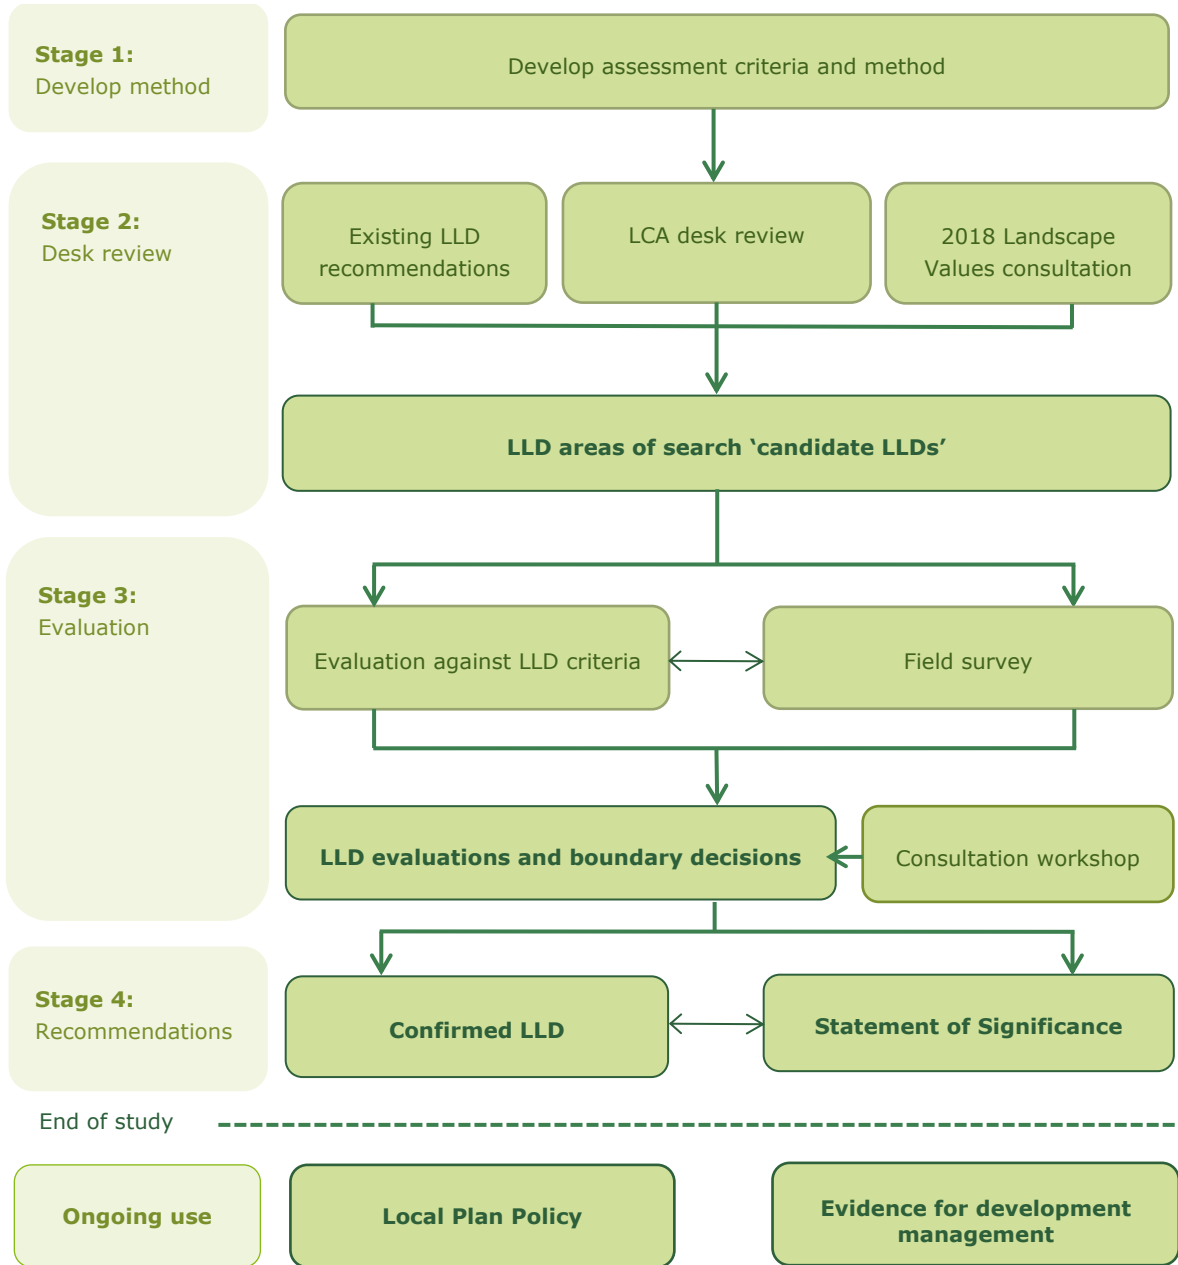 Stage 1:
Develop method
Develop assessment criteria and method
Stage 2:
Desk review
Existing LLD
recommendations
LCA desk review
2018 Landscape
Values consultation
LLD areas of search ‘candidate LLDs’
Stage 3:
Evaluation
Evaluation against LLD criteria
Field survey
LLD evaluations and boundary decisions
Consultation workshop
Stage 4:
Recommendations
Confirmed LLD
Statement of Significance
End of study
Ongoing use
Local Plan Policy
Evidence for development
management